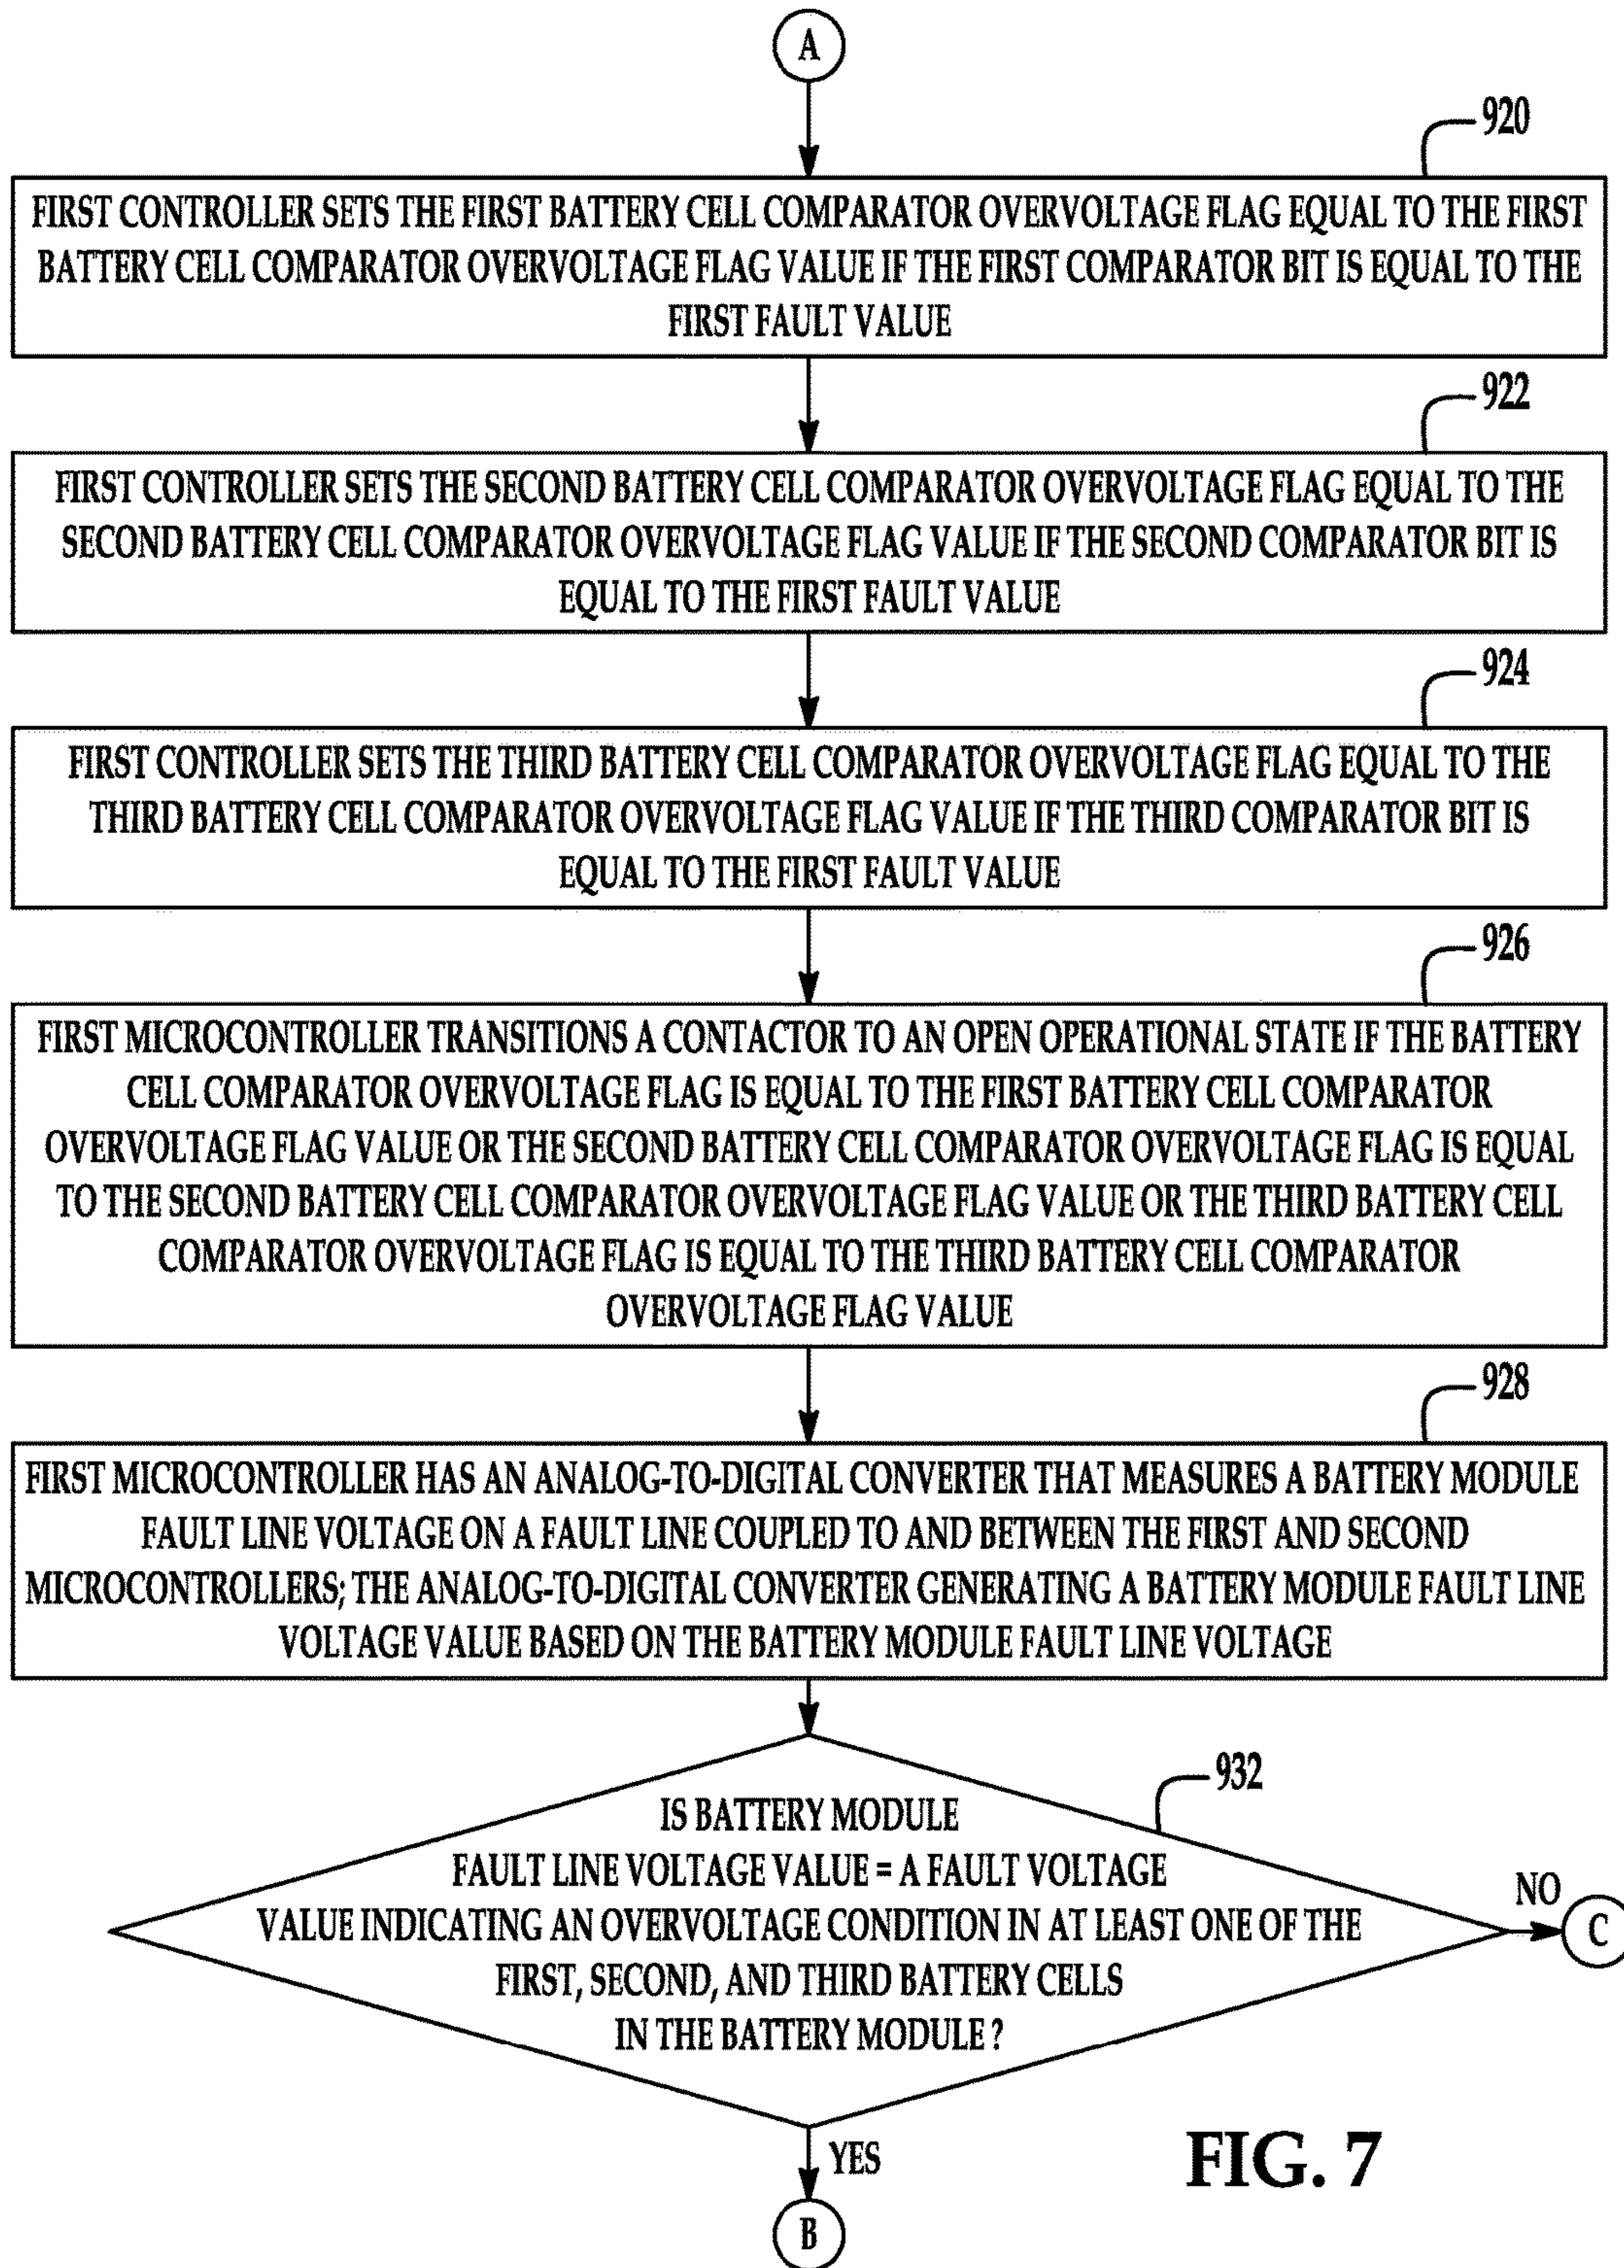 A
920
FIRST CONTROLLER SETS THE FIRST BATTERY CELL COMPARATOR OVERVOLTAGE FLAG EQUAL TO THE FIRST
BATTERY CELL COMPARATOR OVERVOLTAGE FLAG VALUE IF THE FIRST COMPARATOR BIT IS EQUAL TO THE
FIRST FAULT VALUE
922
FIRST CONTROLLER SETS THE SECOND BATTERY CELL COMPARATOR OVERVOLTAGE FLAG EQUAL TO THE
SECOND BATTERY CELL COMPARATOR OVERVOLTAGE FLAG VALUE IF THE SECOND COMPARATOR BIT IS
EQUAL TO THE FIRST FAULT VALUE
924
FIRST CONTROLLER SETS THE THIRD BATTERY CELL COMPARATOR OVERVOLTAGE FLAG EQUAL TO THE
THIRD BATTERY CELL COMPARATOR OVERVOLTAGE FLAG VALUE IF THE THIRD COMPARATOR BIT IS
EQUAL TO THE FIRST FAULT VALUE
926
FIRST MICROCONTROLLER TRANSITIONS A CONTACTOR TO AN OPEN OPERATIONAL STATE IF THE BATTERY
CELL COMPARATOR OVERVOLTAGE FLAG IS EQUAL TO THE FIRST BATTERY CELL COMPARATOR
OVERVOLTAGE FLAG VALUE OR THE SECOND BATTERY CELL COMPARATOR OVERVOLTAGE FLAG IS EQUAL
TO THE SECOND BATTERY CELL COMPARATOR OVERVOLTAGE FLAG VALUE OR THE THIRD BATTERY CELL
COMPARATOR OVERVOLTAGE FLAG IS EQUAL TO THE THIRD BATTERY CELL COMPARATOR
OVERVOLTAGE FLAG VALUE
928
FIRST MICROCONTROLLER HAS AN ANALOG-TO-DIGITAL CONVERTER THAT MEASURES A BATTERY MODULE
FAULT LINE VOLTAGE ON A FAULT LINE COUPLED TO AND BETWEEN THE FIRST AND SECOND
MICROCONTROLLERS; THE ANALOG-TO-DIGITAL CONVERTER GENERATING A BATTERY MODULE FAULT LINE
VOLTAGE VALUE BASED ON THE BATTERY MODULE FAULT LINE VOLTAGE
932
IS BATTERY MODULE
FAULT LINE VOLTAGE VALUE = A FAULT VOLTAGE
VALUE INDICATING AN OVERVOLTAGE CONDITION IN AT LEAST ONE OF THE
FIRST, SECOND, AND THIRD BATTERY CELLS
IN THE BATTERY MODULE ?
NO
C
YES
B
FIG. 7